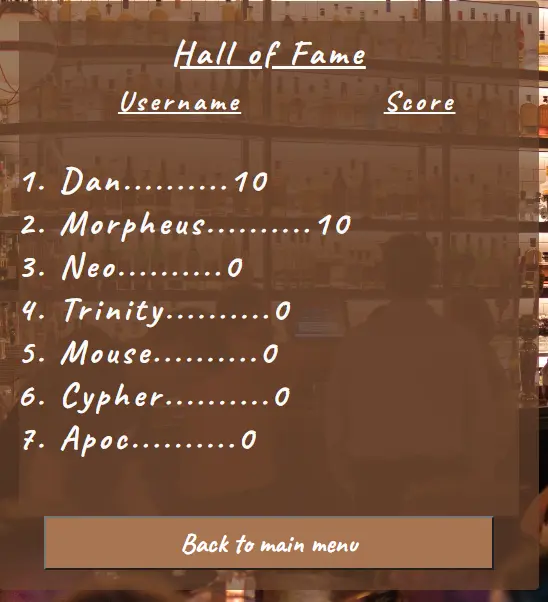 Hall of Fame
Username Score
1. Dan..........10
2. Morpheus..........10
3. Neo..........0
4. Trinity..........0
5. Mouse..........0
6. Cypher..........0
7. Apoc..........0
Back to main menu